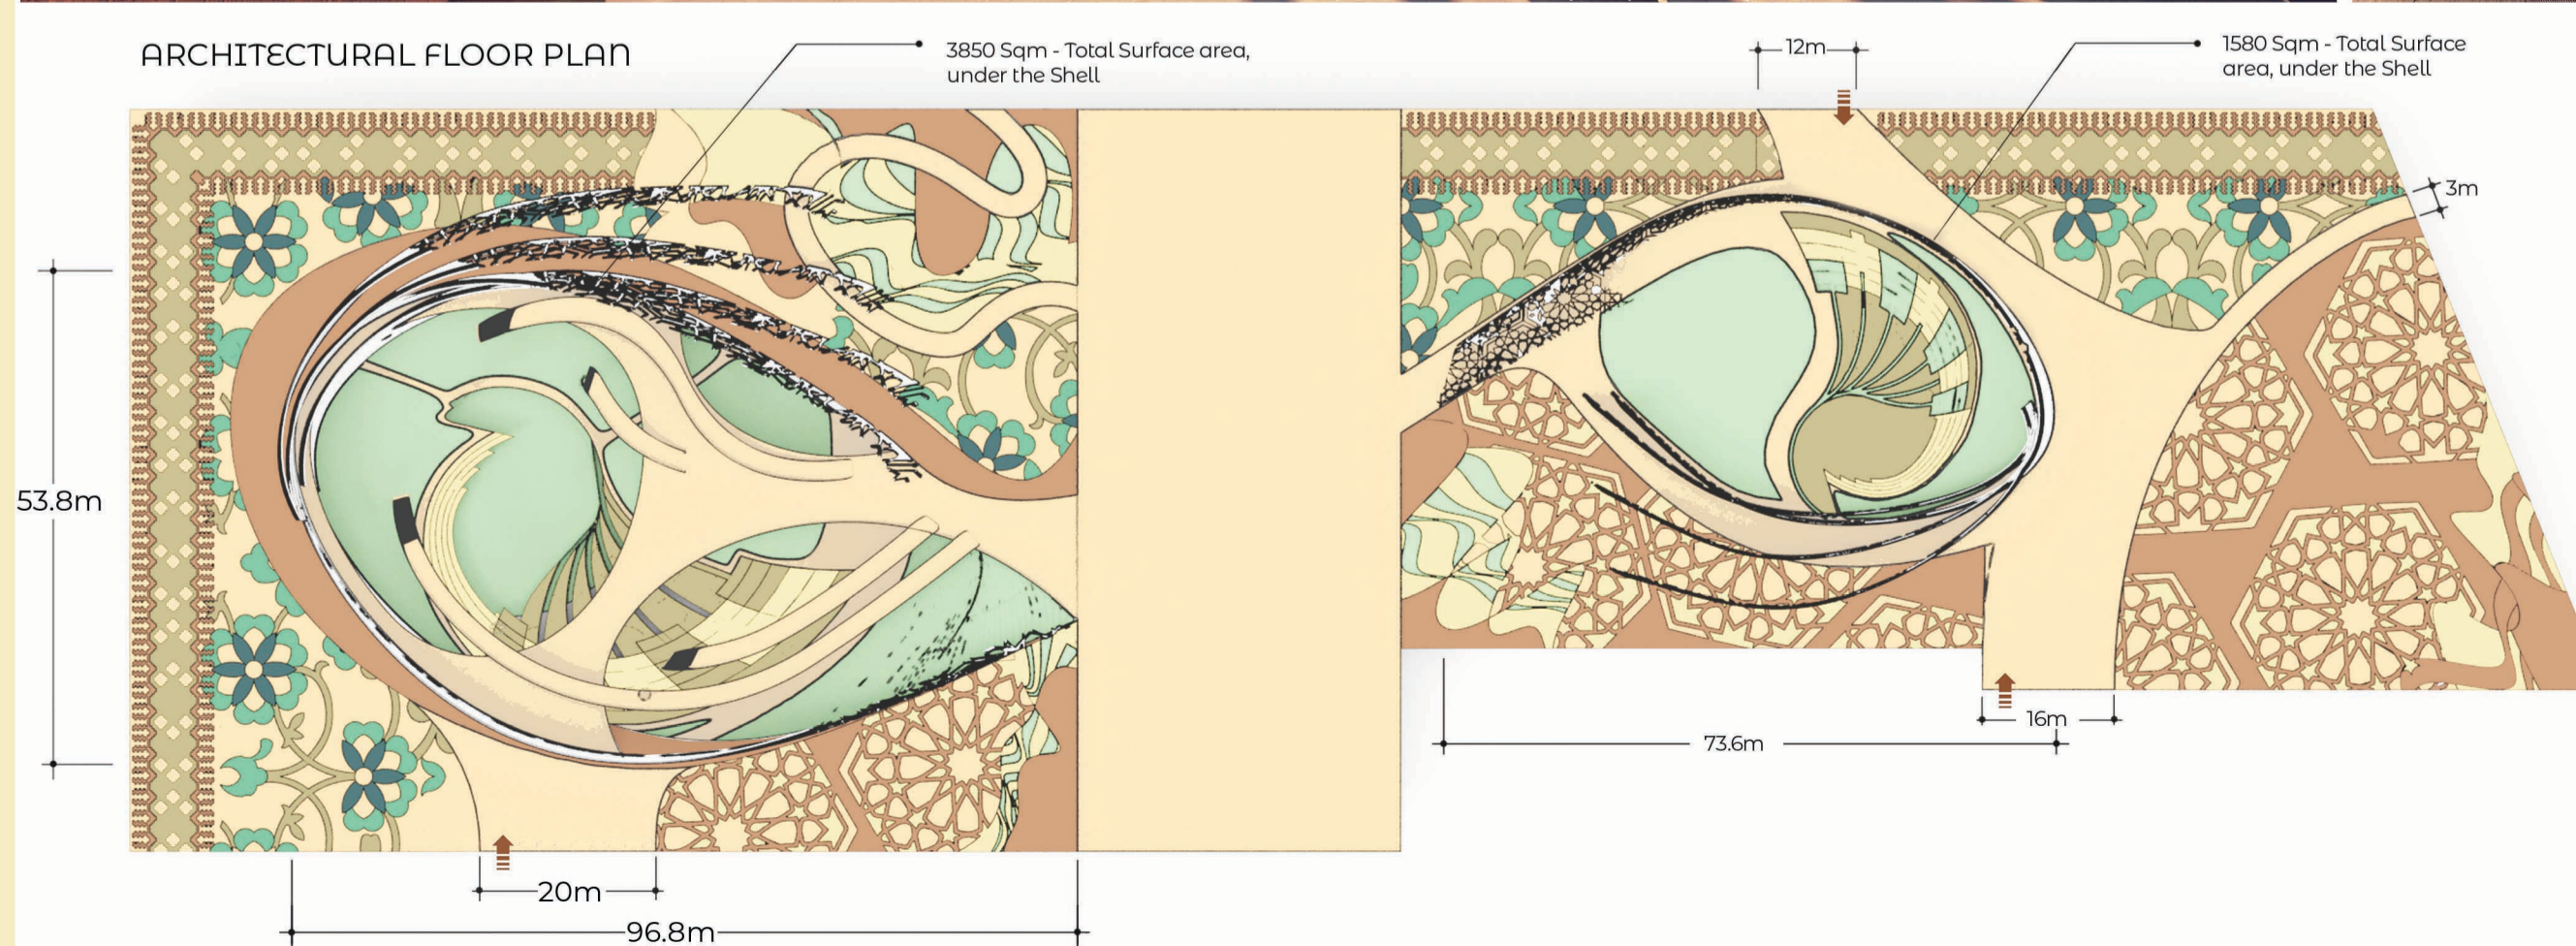 ARCHITECTURAL FLOOR PLAN
3850 Sqm - Total Surface area,
under the Shell
12m
1580 Sqm - Total Surface
area, under the Shell
3m
53.8m
16m
73.6m
20m
96.8m